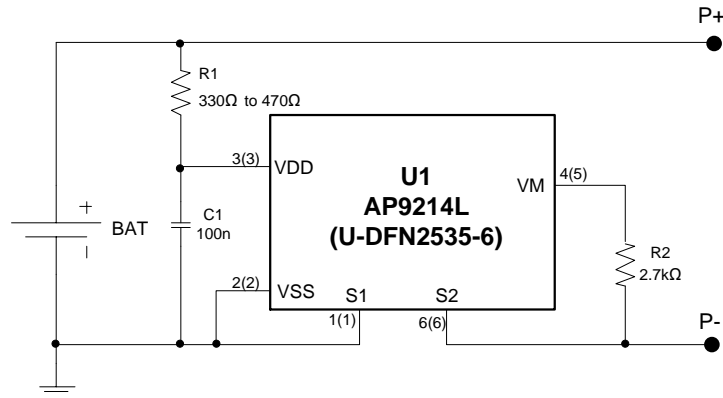 P+
R1
330Ω to 470Ω
3(3)
VDD
U1
AP9214L
(U-DFN2535-6)
VM
4(5)
+
BAT
-
C1
100n
R2
2.7kΩ
2(2)
VSS
S1
S2
1(1)
6(6)
P-